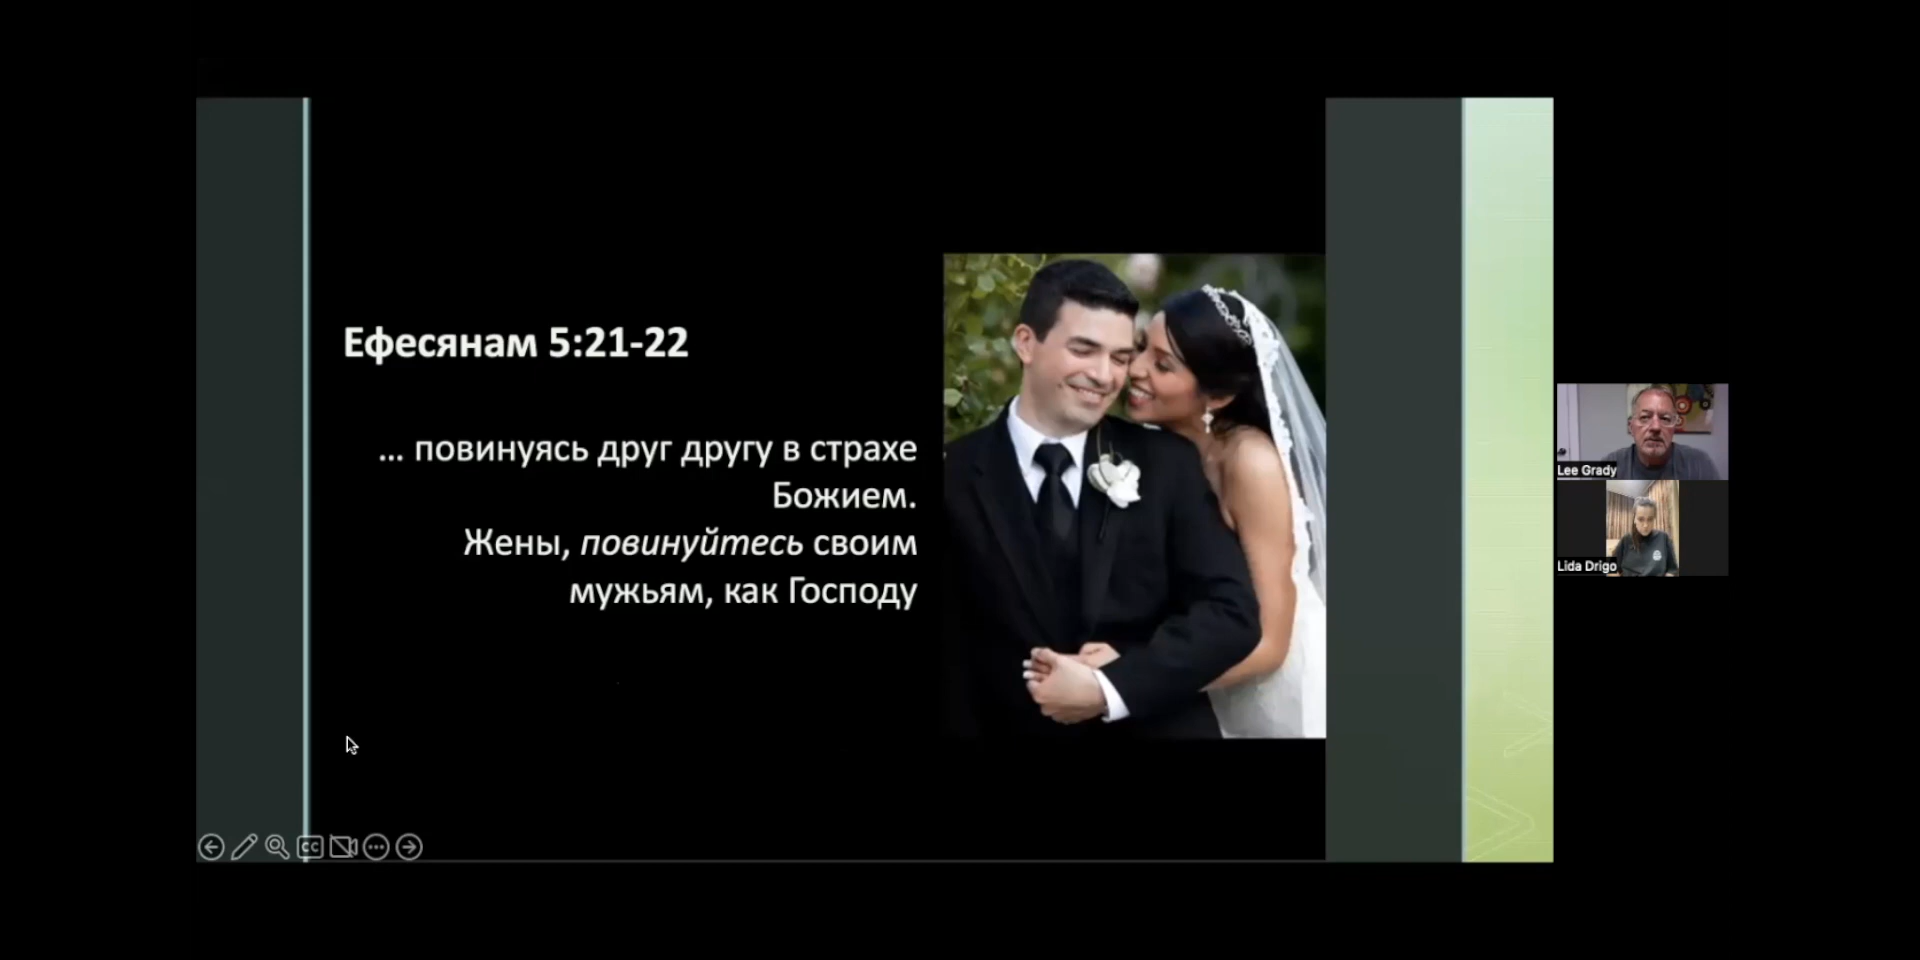 Ефесянам 5:21-22
... повинуясь друг другу в страхе
Божием.
Жены, повинуйтесь своим
мужьям, как Господу
Lee Grady
Lida Drigo
CC